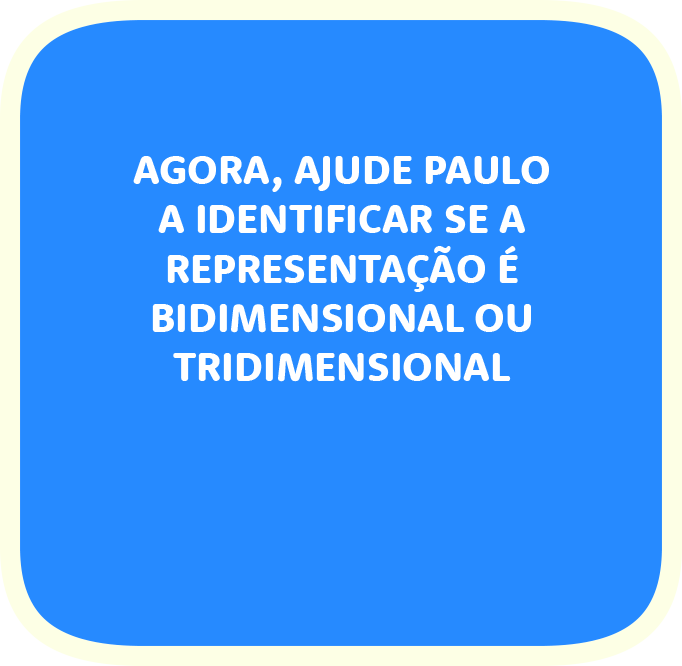 AGORA, AJUDE PAULO
A IDENTIFICAR SE A
REPRESENTAÇÃO É
BIDIMENSIONAL OU
TRIDIMENSIONAL